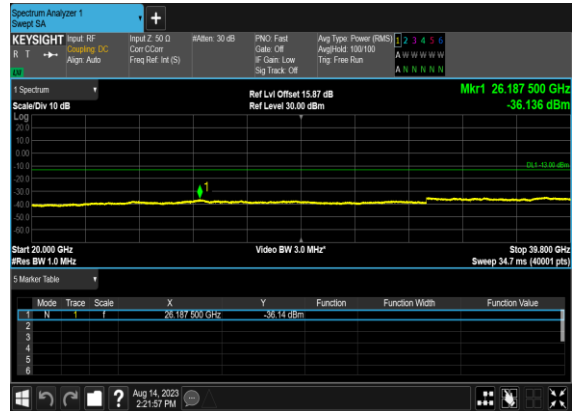 Spectrum Analyzer 1
Swept SA
+
KEYSIGHT Input: RF Input Z: 50 Ω #Atten: 30 dB PNO: Fast Avg Type: Power (RMS) 1 2 3 4 5 6
R T Coupling: DC Corr CCorr Gate: Off Avg|Hold: 100/100 A W W W W W
Align: Auto Freq Ref: Int (S) IF Gain: Low Trig: Free Run
LW Sig Track: Off A N N N N N
1 Spectrum Ref Lvl Offset 15.87 dB Mkr1 26.187 500 GHz
Scale/Div 10 dB Ref Level 30.00 dBm -36.136 dBm
Log
20.0
10.0
0.00
-10.0 DL1 -13.00 dBm
-20.0
-30.0 1
-40.0
-50.0
-60.0
Start 20.000 GHz Video BW 3.0 MHz* Stop 39.800 GHz
#Res BW 1.0 MHz Sweep 34.7 ms (40001 pts)
5 Marker Table
Mode Trace Scale X Y Function Function Width Function Value
1 N 1 f 26.187 500 GHz -36.14 dBm
2
3
4
5
6
? Aug 14, 2023
2:21:57 PM